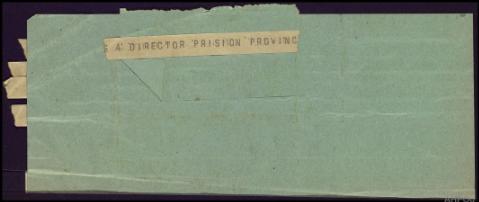 A DIRECTOR PRISION PROVINC